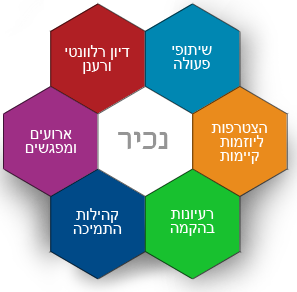 שיתופי
פעולה
דיון רלוונטי
ורענן
הצטרפות
ליוזמות
קיימות
נכיר
ארועים
ומפגשים
רעיונות
בהקמה
קהילות
התמיכה